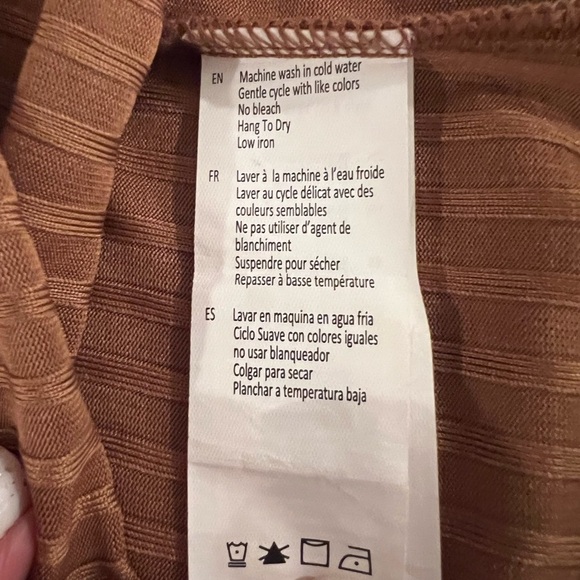 EN Machine wash in cold water
Gentle cycle with like colors
No bleach
Hang To Dry
Low iron
FR Laver à la machine à l'eau froide
Laver au cycle délicat avec des
couleurs semblables
Ne pas utiliser d'agent de
blanchiment
Suspendre pour sécher
Repasser à basse température
ES Lavar en maquina en agua fria
Ciclo Suave con colores iguales
no usar blanqueador
Colgar para secar
Planchar a temperatura baja